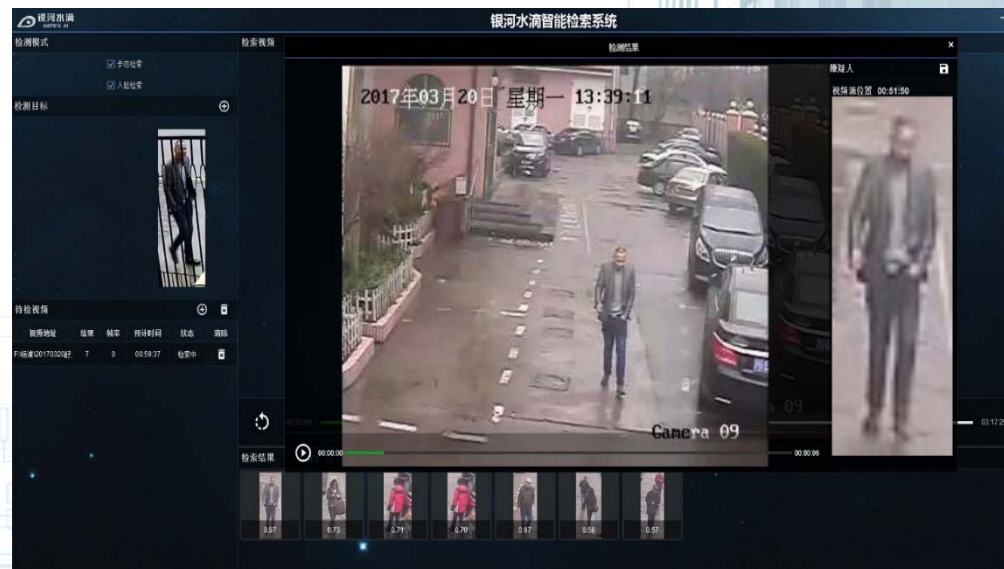 银河水滴
WATRIX AI
银河水滴智能检索系统
检测模式
步态检索
人脸检索
检测目标
待检视频
视频地址 结果 帧率 预计时间 状态 清除
7 0 00:59:37 检索中
检索视频
检测结果
×
2017年03月20日 星期一 13:39:11
Camera 09
00:00:00
00:00:06
嫌疑人
视频源位置 00:51:50
检索结果
0.97 0.73 0.71 0.70 0.67 0.58 0.57